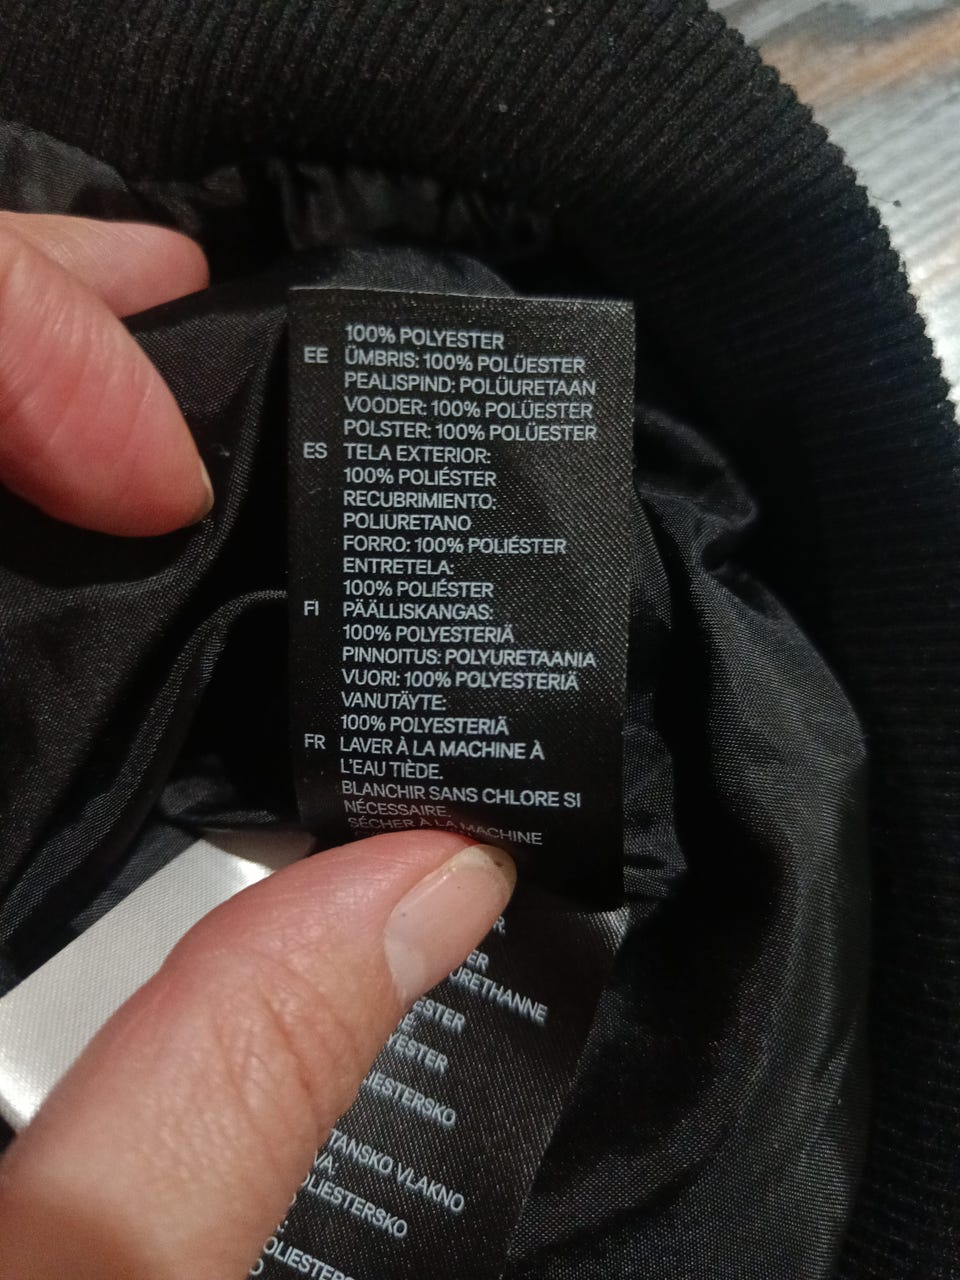 100% POLYESTER
EE ÜMBRIS: 100% POLÜESTER
PEALISPIND: POLÜURETAAN
VOODER: 100% POLÜESTER
POLSTER: 100% POLÜESTER
ES TELA EXTERIOR:
100% POLIÉSTER
RECUBRIMIENTO:
POLIURETANO
FORRO: 100% POLIÉSTER
ENTRETELA:
100% POLIÉSTER
FI PÄÄLLISKANGAS:
100% POLYESTERIÄ
PINNOITUS: POLYURETAANIA
VUORI: 100% POLYESTERIÄ
VANUTÄYTE:
100% POLYESTERIÄ
FR LAVER À LA MACHINE À
L'EAU TIÈDE.
BLANCHIR SANS CHLORE SI
NÉCESSAIRE.
SÉCHER À LA MACHINE
VLAKNO